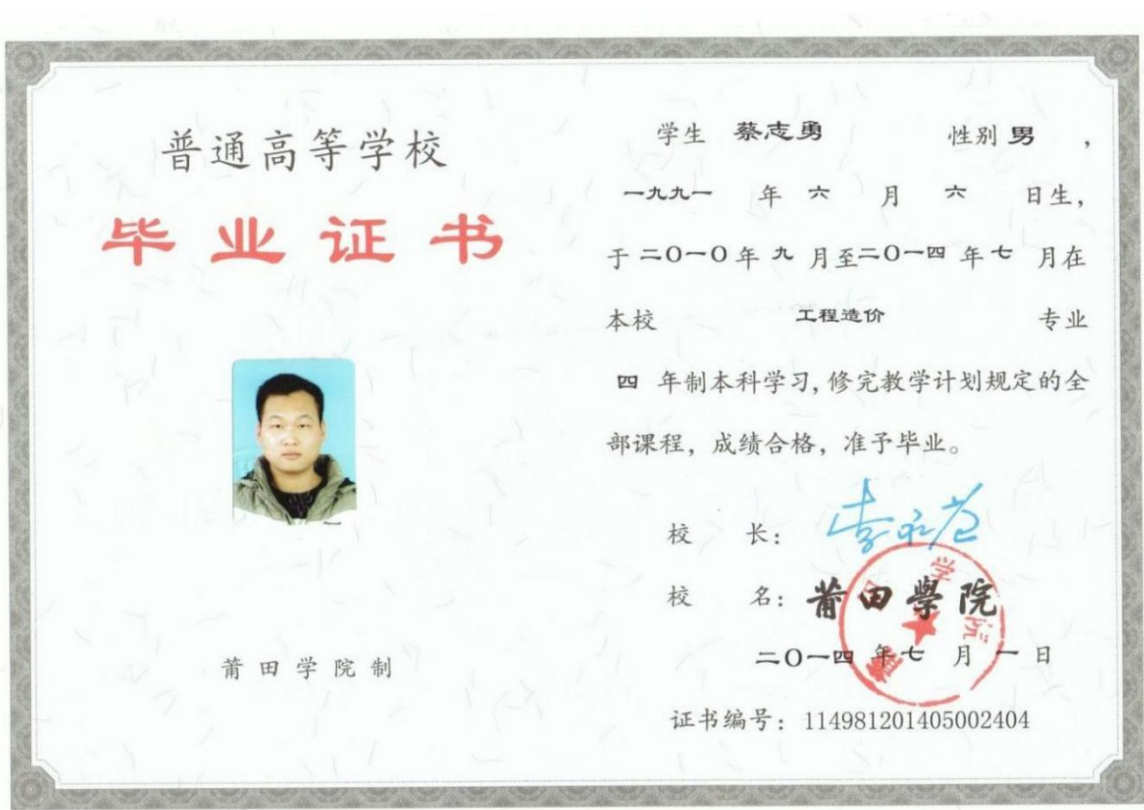 普通高等学校
毕业证书
莆田学院制
学生 蔡志勇 性别 男 ,
一九九一 年 六 月 六 日生,
于二〇一〇年 九 月至二〇一四 年 七 月在
本校 工程造价 专业
四 年制本科学习, 修完教学计划规定的全
部课程, 成绩合格, 准予毕业。
校 长:
校 名: 莆田學院
二〇一四 年 七 月 一 日
证书编号: 114981201405002404